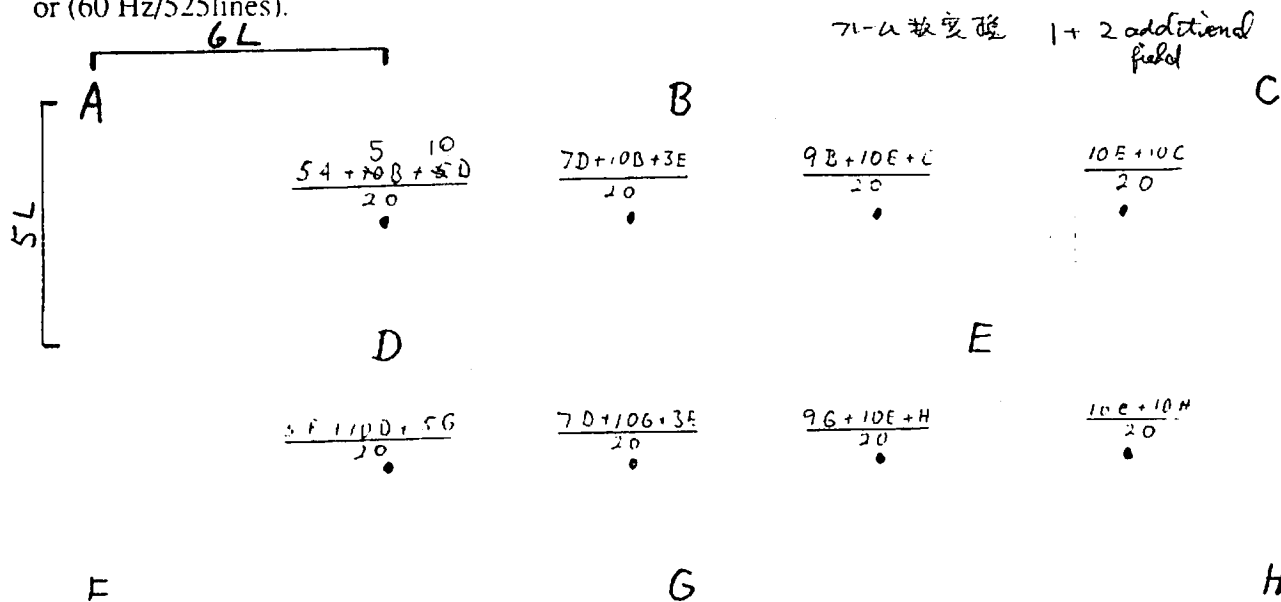 or (60 Hz/525lines).
6L
フレーム数変換 1 + 2 additional
field
A B C
5 10
5A + 10B + 5D 7D+10B+3E 9B+10E+C 10E+10C
20 20 20 20
5L
D E
5F+10D+5G 7D+10G+3E 9G+10E+H 10E+10H
20 20 20 20
F G H